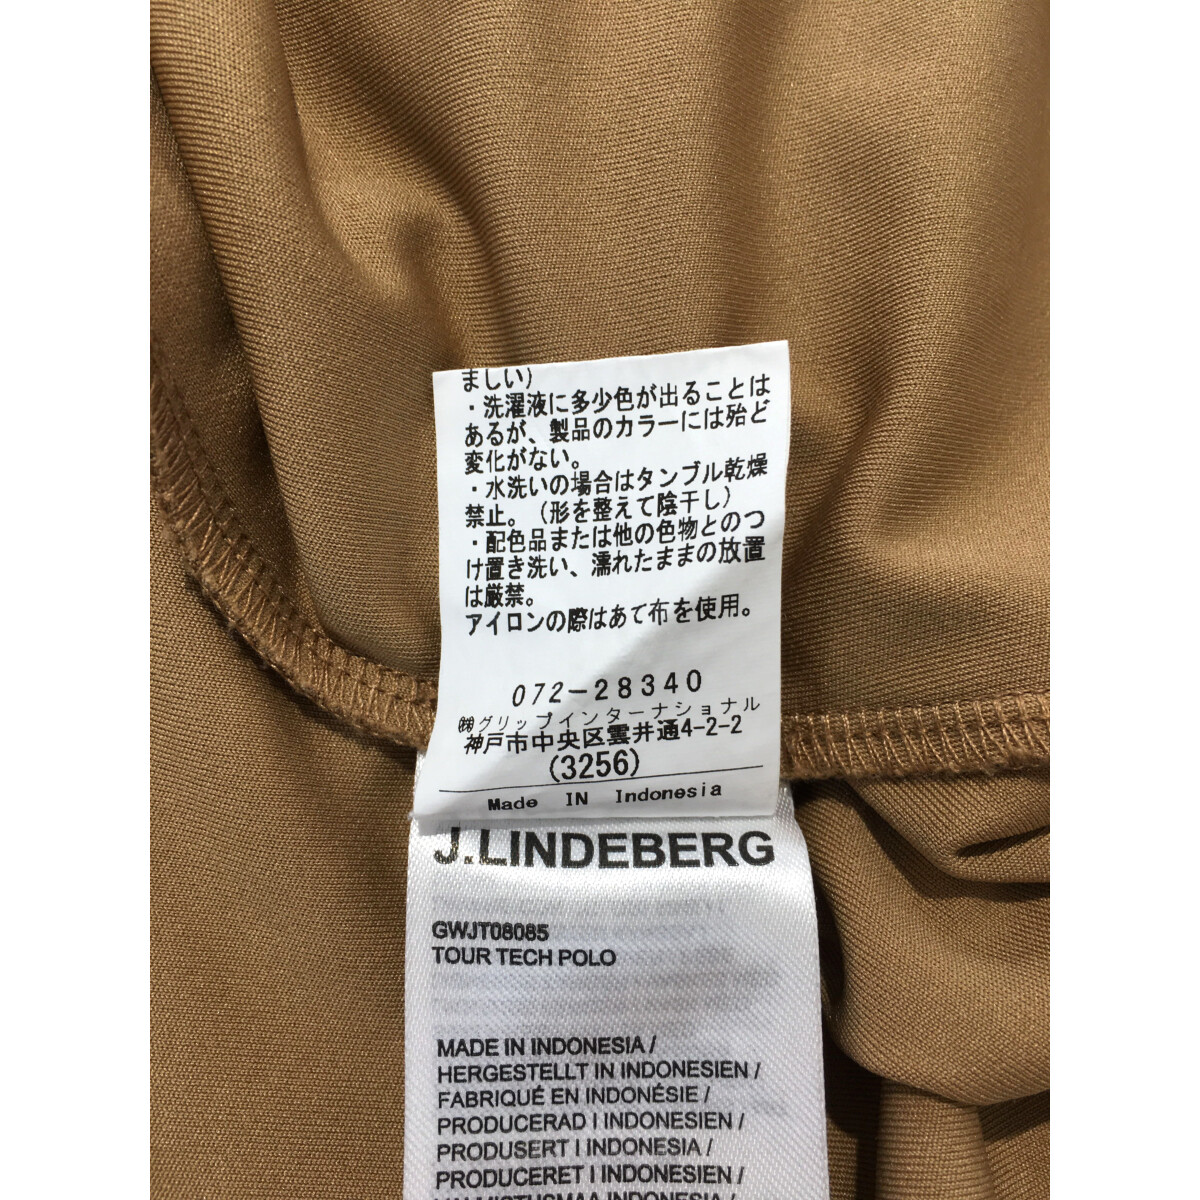 ましい)
・洗濯液に多少色が出ることは
あるが、製品のカラーには殆ど
変化がない。
・水洗いの場合はタンブル乾燥
禁止。(形を整えて陰干し)
・配色品または他の色物とのつ
け置き洗い、濡れたままの放置
は厳禁。
アイロンの際はあて布を使用。
072-28340
㈱グリップインターナショナル
神戸市中央区雲井通4-2-2
(3256)
Made IN Indonesia
J.LINDEBERG
GWJT08085
TOUR TECH POLO
MADE IN INDONESIA /
HERGESTELLT IN INDONESIEN /
FABRIQUÉ EN INDONÉSIE /
PRODUCERAD I INDONESIEN /
PRODUSERT I INDONESIA /
PRODUCERET I INDONESIEN /
VALMISTUSMAA INDONESIA /